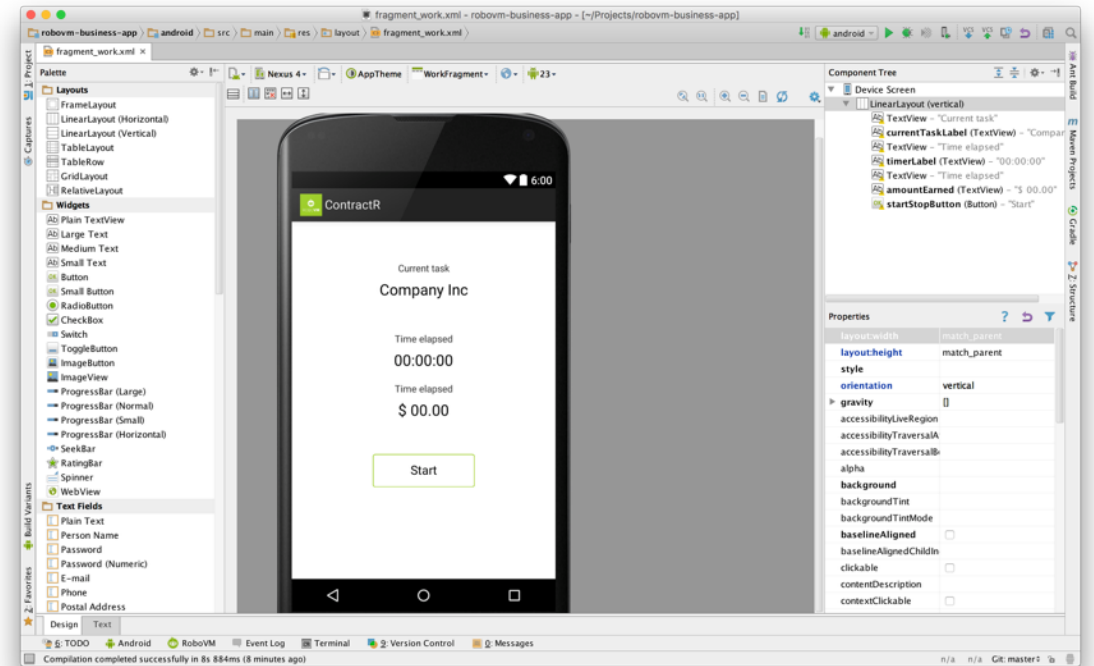 fragment_work.xml - robovm-business-app - [~/Projects/robovm-business-app]
robovm-business-app android src main res layout fragment_work.xml android
fragment_work.xml
1: Project
Captures
Build Variants
2: Favorites
Palette
Layouts
FrameLayout
LinearLayout (Horizontal)
LinearLayout (Vertical)
TableLayout
TableRow
GridLayout
RelativeLayout
Widgets
Plain TextView
Large Text
Medium Text
Small Text
Button
Small Button
RadioButton
CheckBox
Switch
ToggleButton
ImageButton
ImageView
ProgressBar (Large)
ProgressBar (Normal)
ProgressBar (Small)
ProgressBar (Horizontal)
SeekBar
RatingBar
Spinner
WebView
Text Fields
Plain Text
Person Name
Password
Password (Numeric)
E-mail
Phone
Postal Address
Nexus 4 AppTheme WorkFragment 23
6:00
ContractR
Current task
Company Inc
Time elapsed
00:00:00
Time elapsed
$ 00.00
Start
Component Tree
Device Screen
LinearLayout (vertical)
TextView – "Current task"
currentTaskLabel (TextView) – "Compar
TextView – "Time elapsed"
timerLabel (TextView) – "00:00:00"
TextView – "Time elapsed"
amountEarned (TextView) – "$ 00.00"
startStopButton (Button) – "Start"
Properties
layout:width match_parent
layout:height match_parent
style
orientation vertical
gravity []
accessibilityLiveRegion
accessibilityTraversalA
accessibilityTraversalB
alpha
background
backgroundTint
backgroundTintMode
baselineAligned
baselineAlignedChildIn
clickable
contentDescription
contextClickable
Ant Build
Maven Projects
Gradle
Z: Structure
Design Text
6: TODO Android RoboVM Event Log Terminal 9: Version Control 0: Messages
Compilation completed successfully in 8s 884ms (8 minutes ago) n/a n/a Git: master